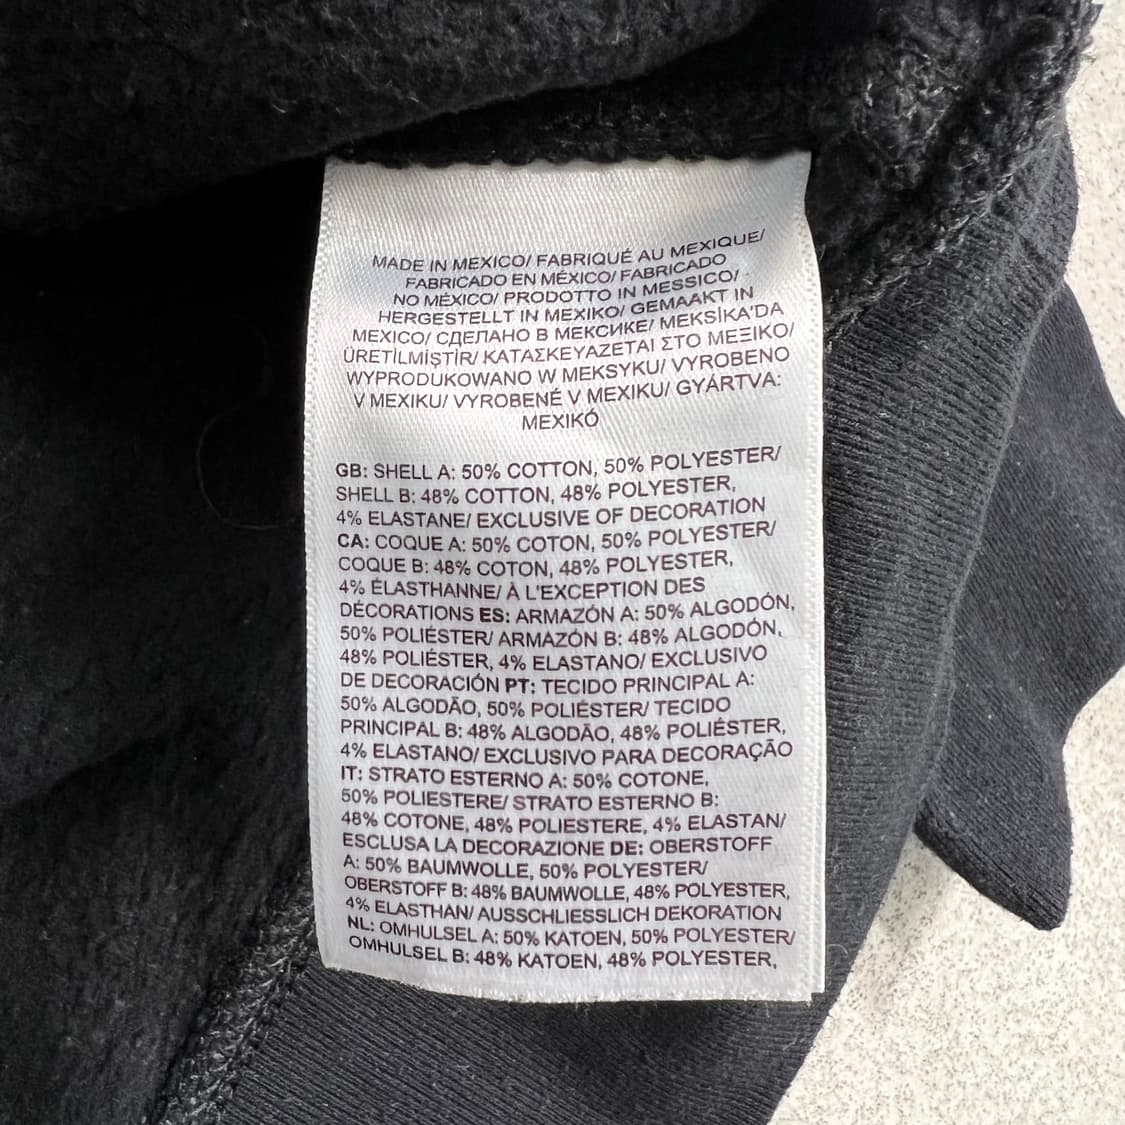 MADE IN MEXICO/ FABRIQUÉ AU MEXIQUE/
FABRICADO EN MÉXICO/ FABRICADO
NO MÉXICO/ PRODOTTO IN MESSICO/
HERGESTELLT IN MEXIKO/ GEMAAKT IN
MEXICO/ СДЕЛАНО В МЕКСИКЕ/ MEKSİKA'DA
ÜRETİLMİŞTİR/ ΚΑΤΑΣΚΕΥΑΖΕΤΑΙ ΣΤΟ ΜΕΞΙΚΟ/
WYPRODUKOWANO W MEKSYKU/ VYROBENO
V MEXIKU/ VYROBENÉ V MEXIKU/ GYÁRTVA:
MEXIKÓ
GB: SHELL A: 50% COTTON, 50% POLYESTER/
SHELL B: 48% COTTON, 48% POLYESTER,
4% ELASTANE/ EXCLUSIVE OF DECORATION
CA: COQUE A: 50% COTON, 50% POLYESTER/
COQUE B: 48% COTON, 48% POLYESTER,
4% ÉLASTHANNE/ À L'EXCEPTION DES
DÉCORATIONS ES: ARMAZÓN A: 50% ALGODÓN,
50% POLIÉSTER/ ARMAZÓN B: 48% ALGODÓN,
48% POLIÉSTER, 4% ELASTANO/ EXCLUSIVO
DE DECORACIÓN PT: TECIDO PRINCIPAL A:
50% ALGODÃO, 50% POLIÉSTER/ TECIDO
PRINCIPAL B: 48% ALGODÃO, 48% POLIÉSTER,
4% ELASTANO/ EXCLUSIVO PARA DECORAÇÃO
IT: STRATO ESTERNO A: 50% COTONE,
50% POLIESTERE/ STRATO ESTERNO B:
48% COTONE, 48% POLIESTERE, 4% ELASTAN/
ESCLUSA LA DECORAZIONE DE: OBERSTOFF
A: 50% BAUMWOLLE, 50% POLYESTER/
OBERSTOFF B: 48% BAUMWOLLE, 48% POLYESTER,
4% ELASTHAN/ AUSSCHLIESSLICH DEKORATION
NL: OMHULSEL A: 50% KATOEN, 50% POLYESTER/
OMHULSEL B: 48% KATOEN, 48% POLYESTER,